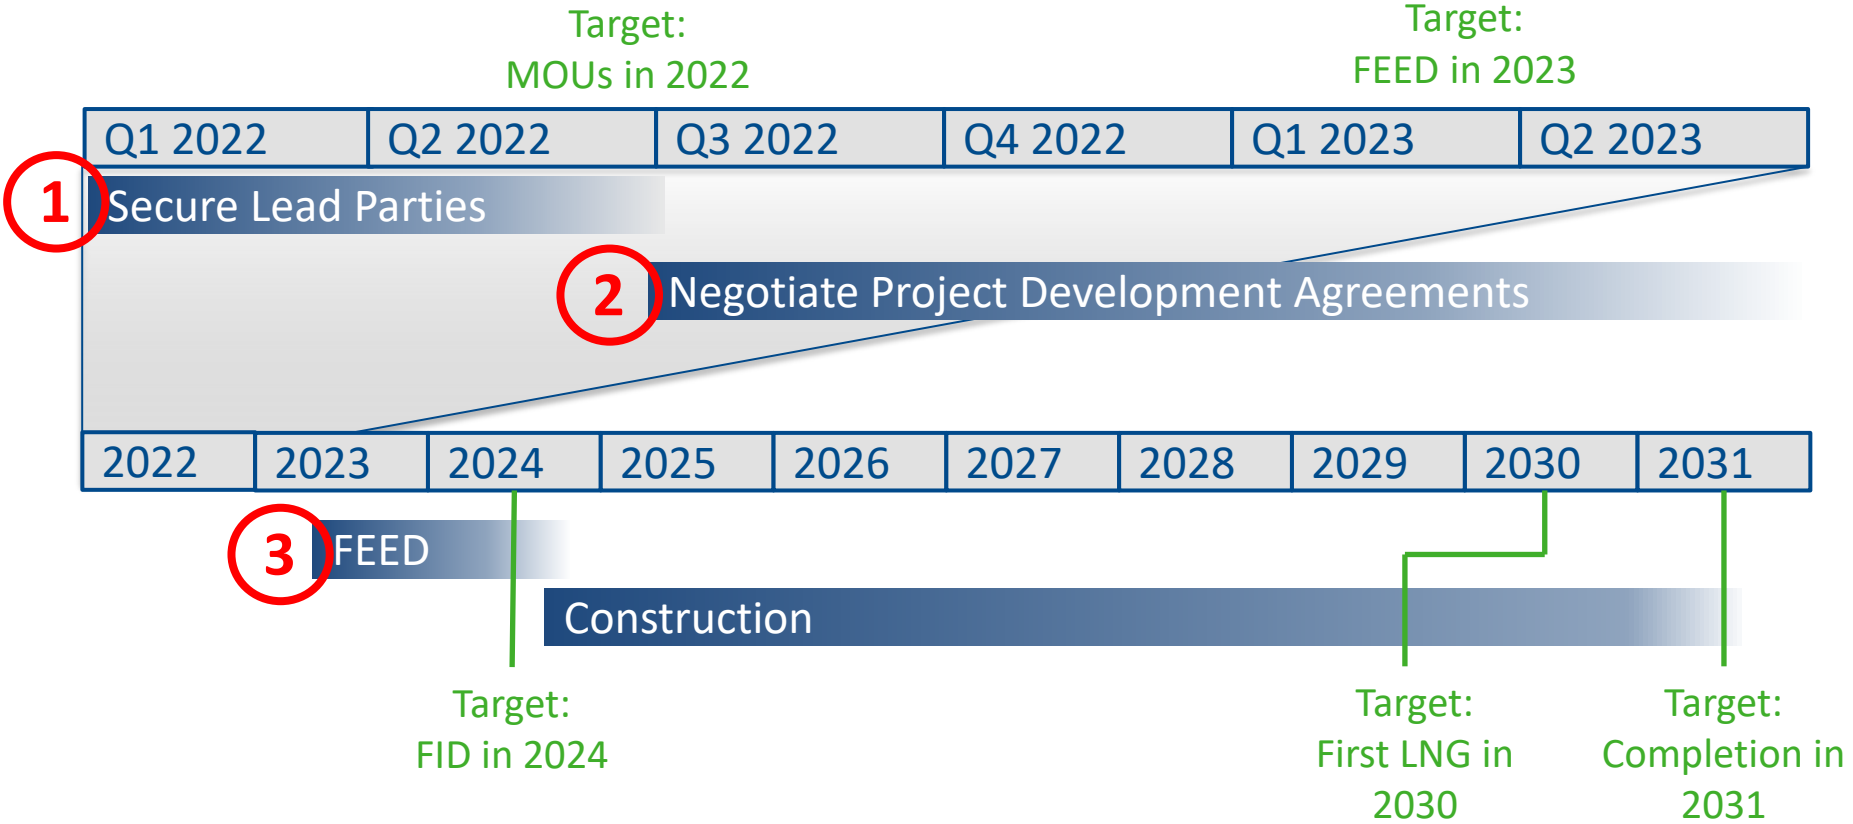 Target:
MOUs in 2022
Target:
FEED in 2023
Q1 2022
Q2 2022
Q3 2022
Q4 2022
Q1 2023
Q2 2023
1
Secure Lead Parties
2
Negotiate Project Development Agreements
2022
2023
2024
2025
2026
2027
2028
2029
2030
2031
3
FEED
Construction
Target:
FID in 2024
Target:
First LNG in
2030
Target:
Completion in
2031